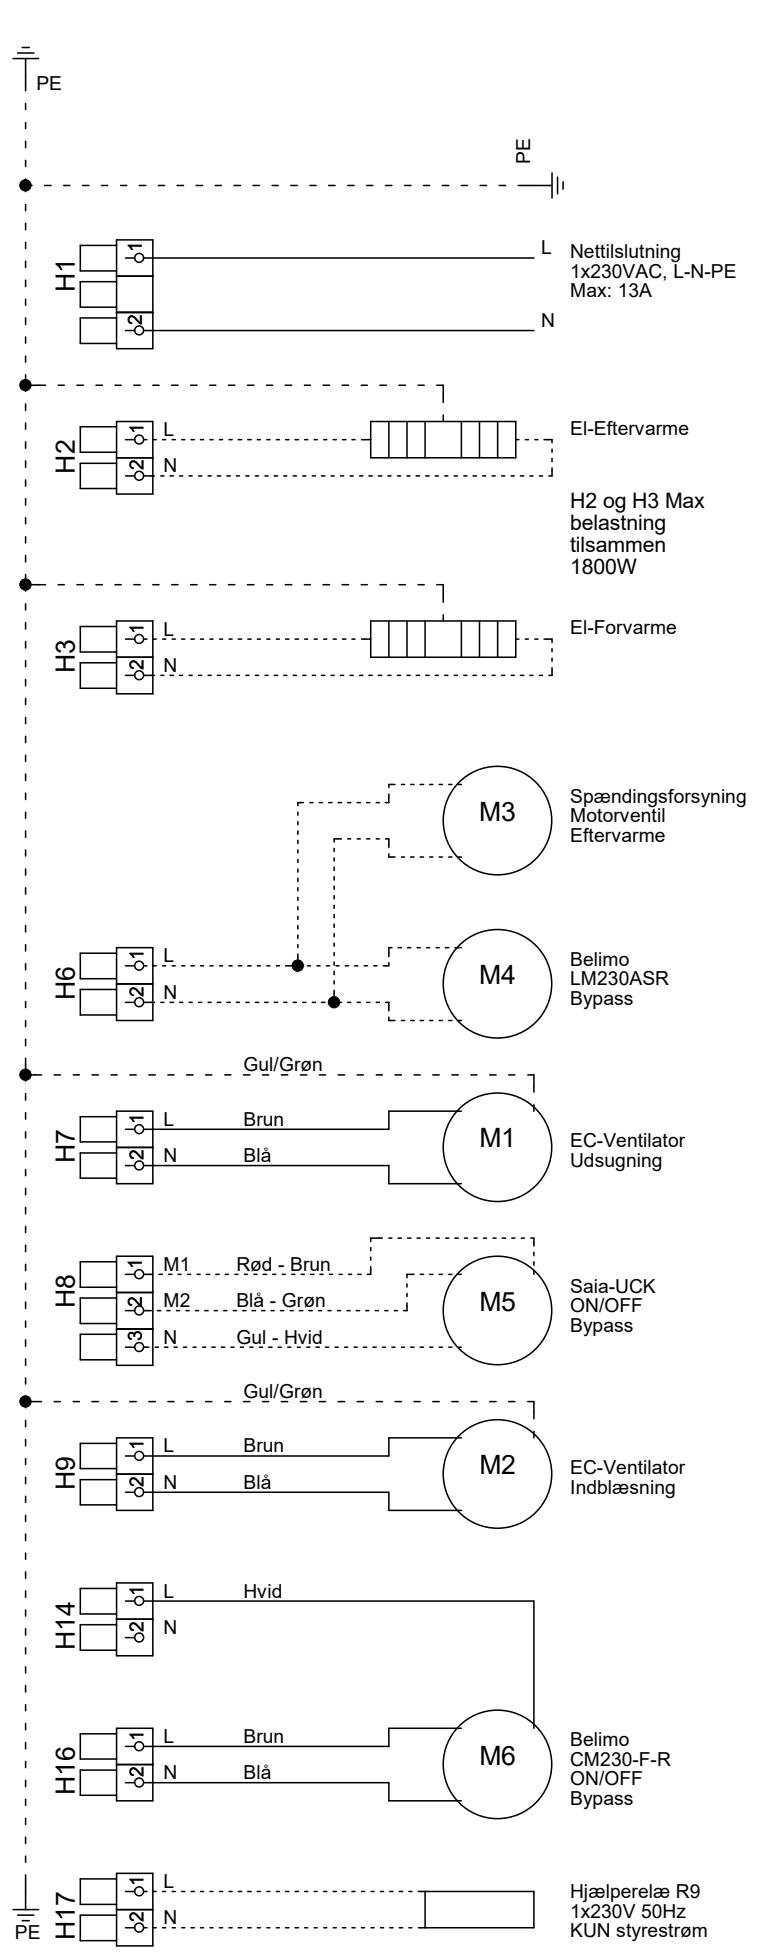 PE
PE
H1
1
L
Nettilslutning
1x230VAC, L-N-PE
Max: 13A
2
N
H2
1
L
El-Eftervarme
2
N
H2 og H3 Max
belastning
tilsammen
1800W
H3
1
L
El-Forvarme
2
N
M3
Spændingsforsyning
Motorventil
Eftervarme
H6
1
L
2
N
M4
Belimo
LM230ASR
Bypass
Gul/Grøn
H7
1
L
Brun
2
N
Blå
M1
EC-Ventilator
Udsugning
H8
1
M1
Rød - Brun
2
M2
Blå - Grøn
3
N
Gul - Hvid
M5
Saia-UCK
ON/OFF
Bypass
Gul/Grøn
H9
1
L
Brun
2
N
Blå
M2
EC-Ventilator
Indblæsning
H14
1
L
Hvid
2
N
H16
1
L
Brun
2
N
Blå
M6
Belimo
CM230-F-R
ON/OFF
Bypass
PE
H17
1
L
2
N
Hjælperelæ R9
1x230V 50Hz
KUN styrestrøm